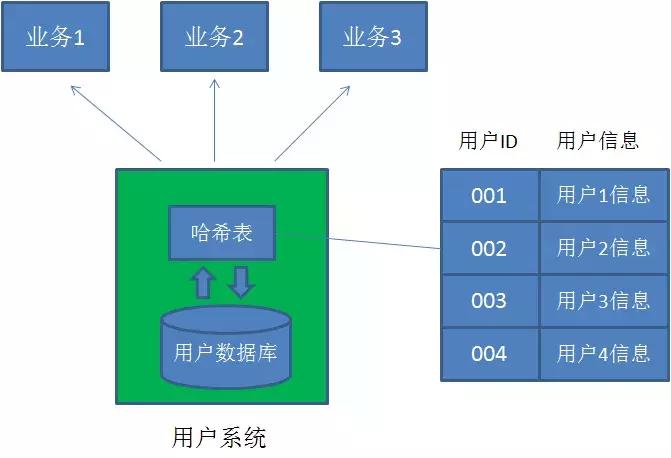 业务1
业务2
业务3
用户ID 用户信息
001 用户1信息
哈希表
002 用户2信息
003 用户3信息
用户数据库
004 用户4信息
用户系统